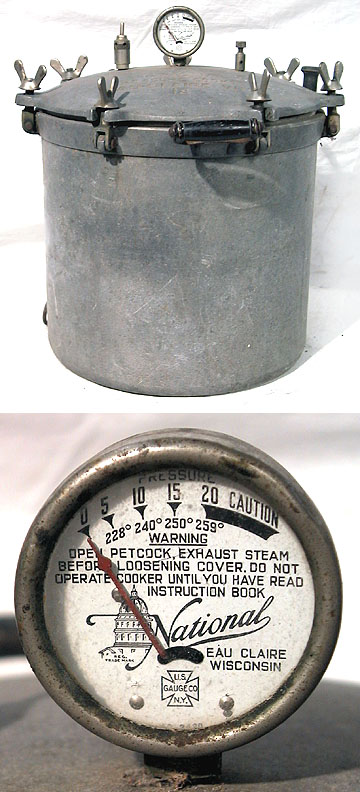 PRESSURE
0 5 10 15 20 CAUTION
228° 240° 250° 259°
WARNING
OPEN PETCOCK, EXHAUST STEAM
BEFORE LOOSENING COVER. DO NOT
OPERATE COOKER UNTIL YOU HAVE READ
INSTRUCTION BOOK
National
EAU CLAIRE
WISCONSIN
REG.
TRADE MARK
U.S.
GAUGE CO
N.Y.